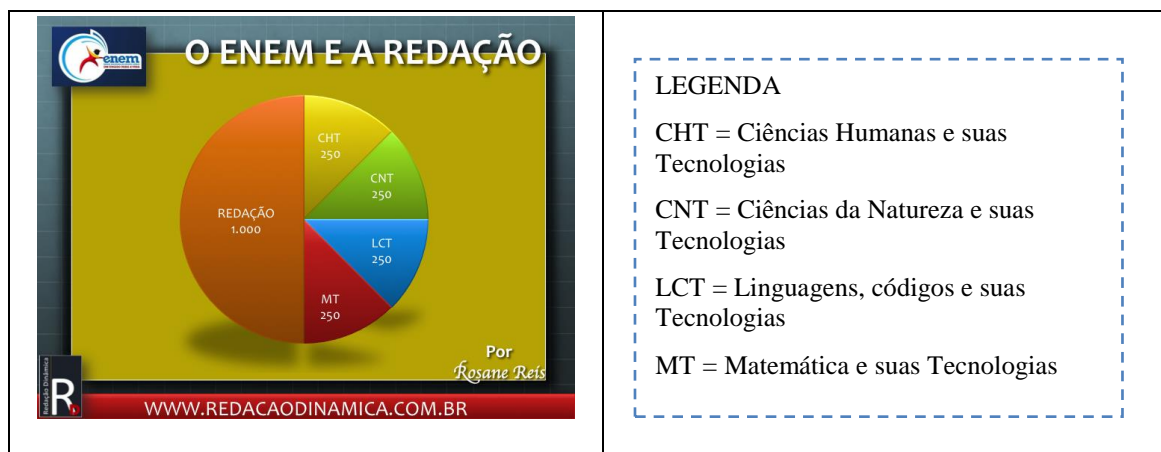 enem
O ENEM E A REDAÇÃO
CHT
250
CNT
250
REDAÇÃO
1.000
LCT
250
MT
250
Por
Rosane Reis
Redação Dinâmica
R
WWW.REDACAODINAMICA.COM.BR
LEGENDA
CHT = Ciências Humanas e suas
Tecnologias
CNT = Ciências da Natureza e suas
Tecnologias
LCT = Linguagens, códigos e suas
Tecnologias
MT = Matemática e suas Tecnologias